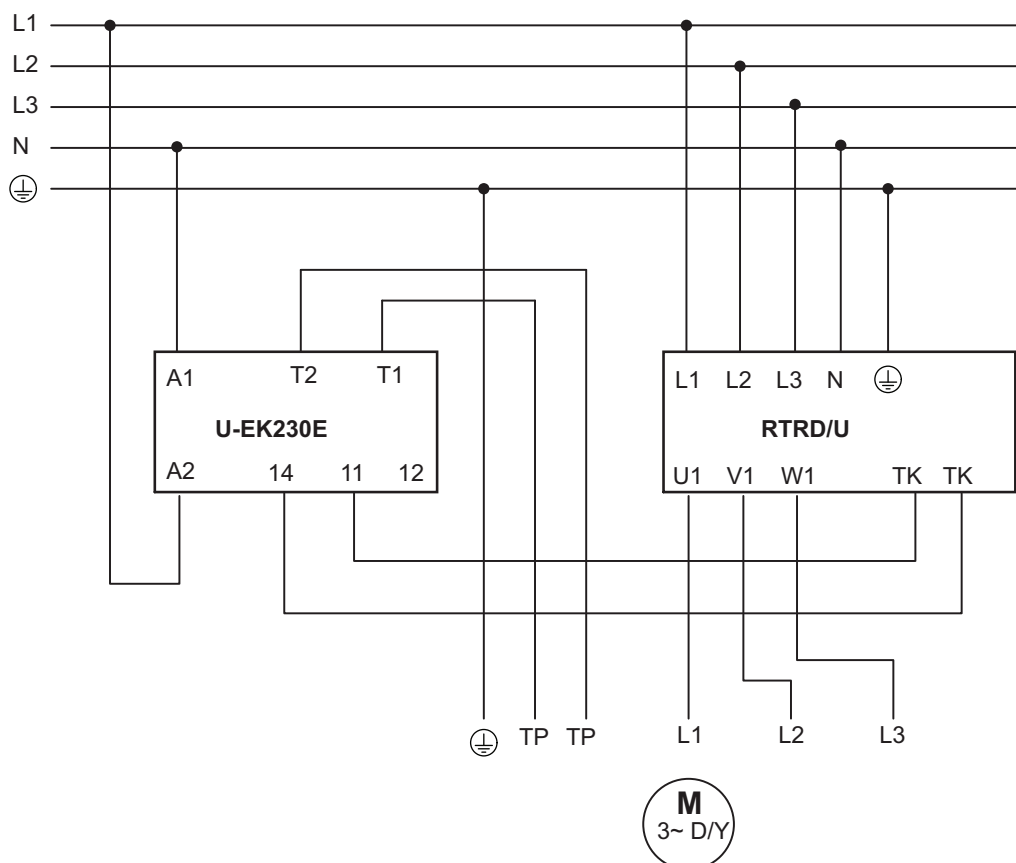 L1
L2
L3
N
A1 T2 T1
U-EK230E
A2 14 11 12
L1 L2 L3 N
RTRD/U
U1 V1 W1 TK TK
TP TP L1 L2 L3
M
3~ D/Y